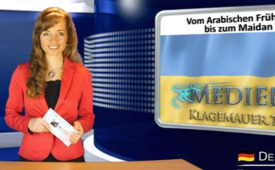 Vom Arabischen Früh
bis zum Maidan
MEDIEN
KLAGEMAUER.T
DE